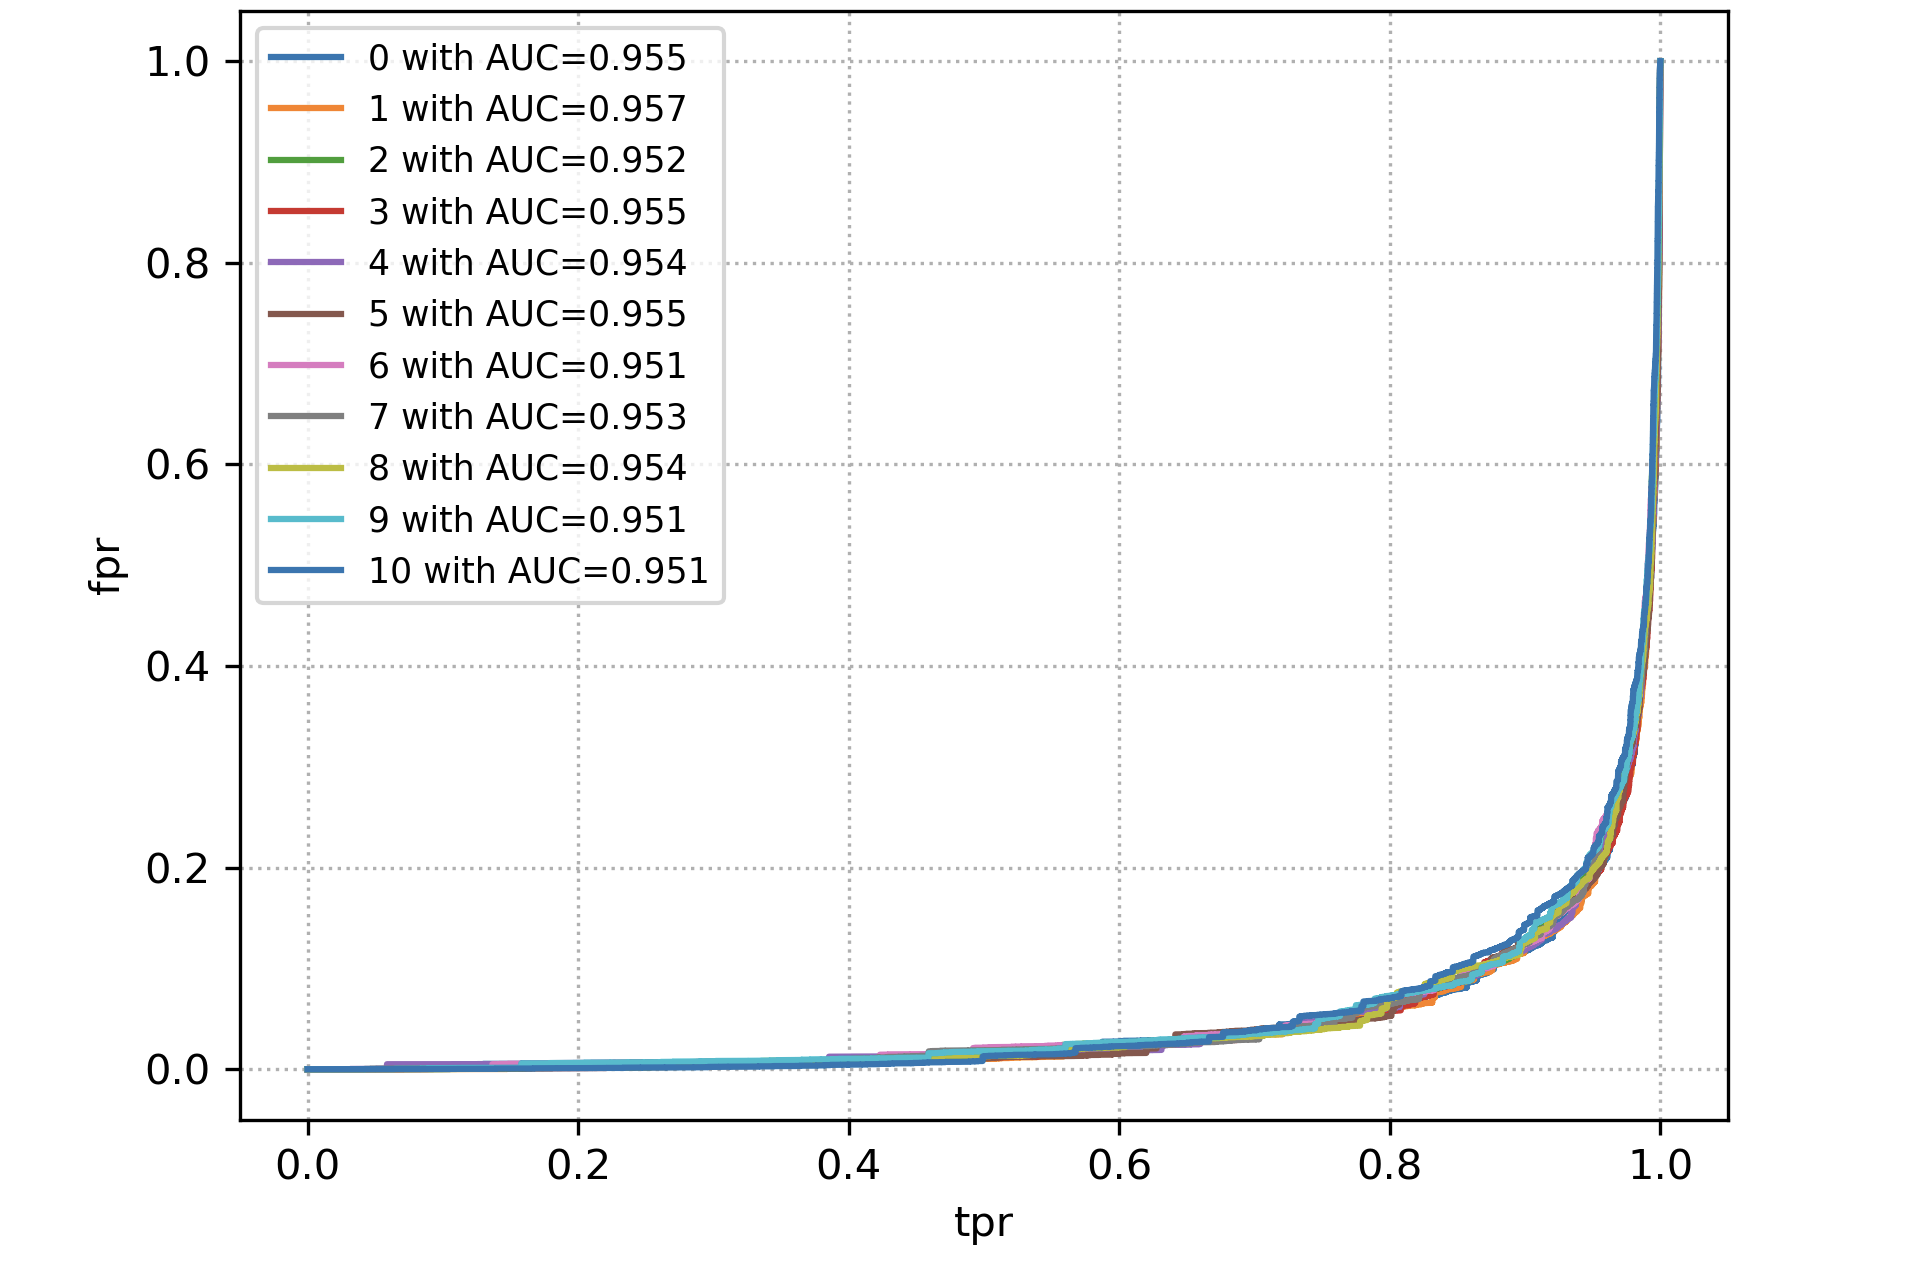 0 with AUC=0.955
1 with AUC=0.957
2 with AUC=0.952
3 with AUC=0.955
4 with AUC=0.954
5 with AUC=0.955
6 with AUC=0.951
7 with AUC=0.953
8 with AUC=0.954
9 with AUC=0.951
10 with AUC=0.951
fpr
1.0
0.8
0.6
0.4
0.2
0.0
0.0 0.2 0.4 0.6 0.8 1.0
tpr